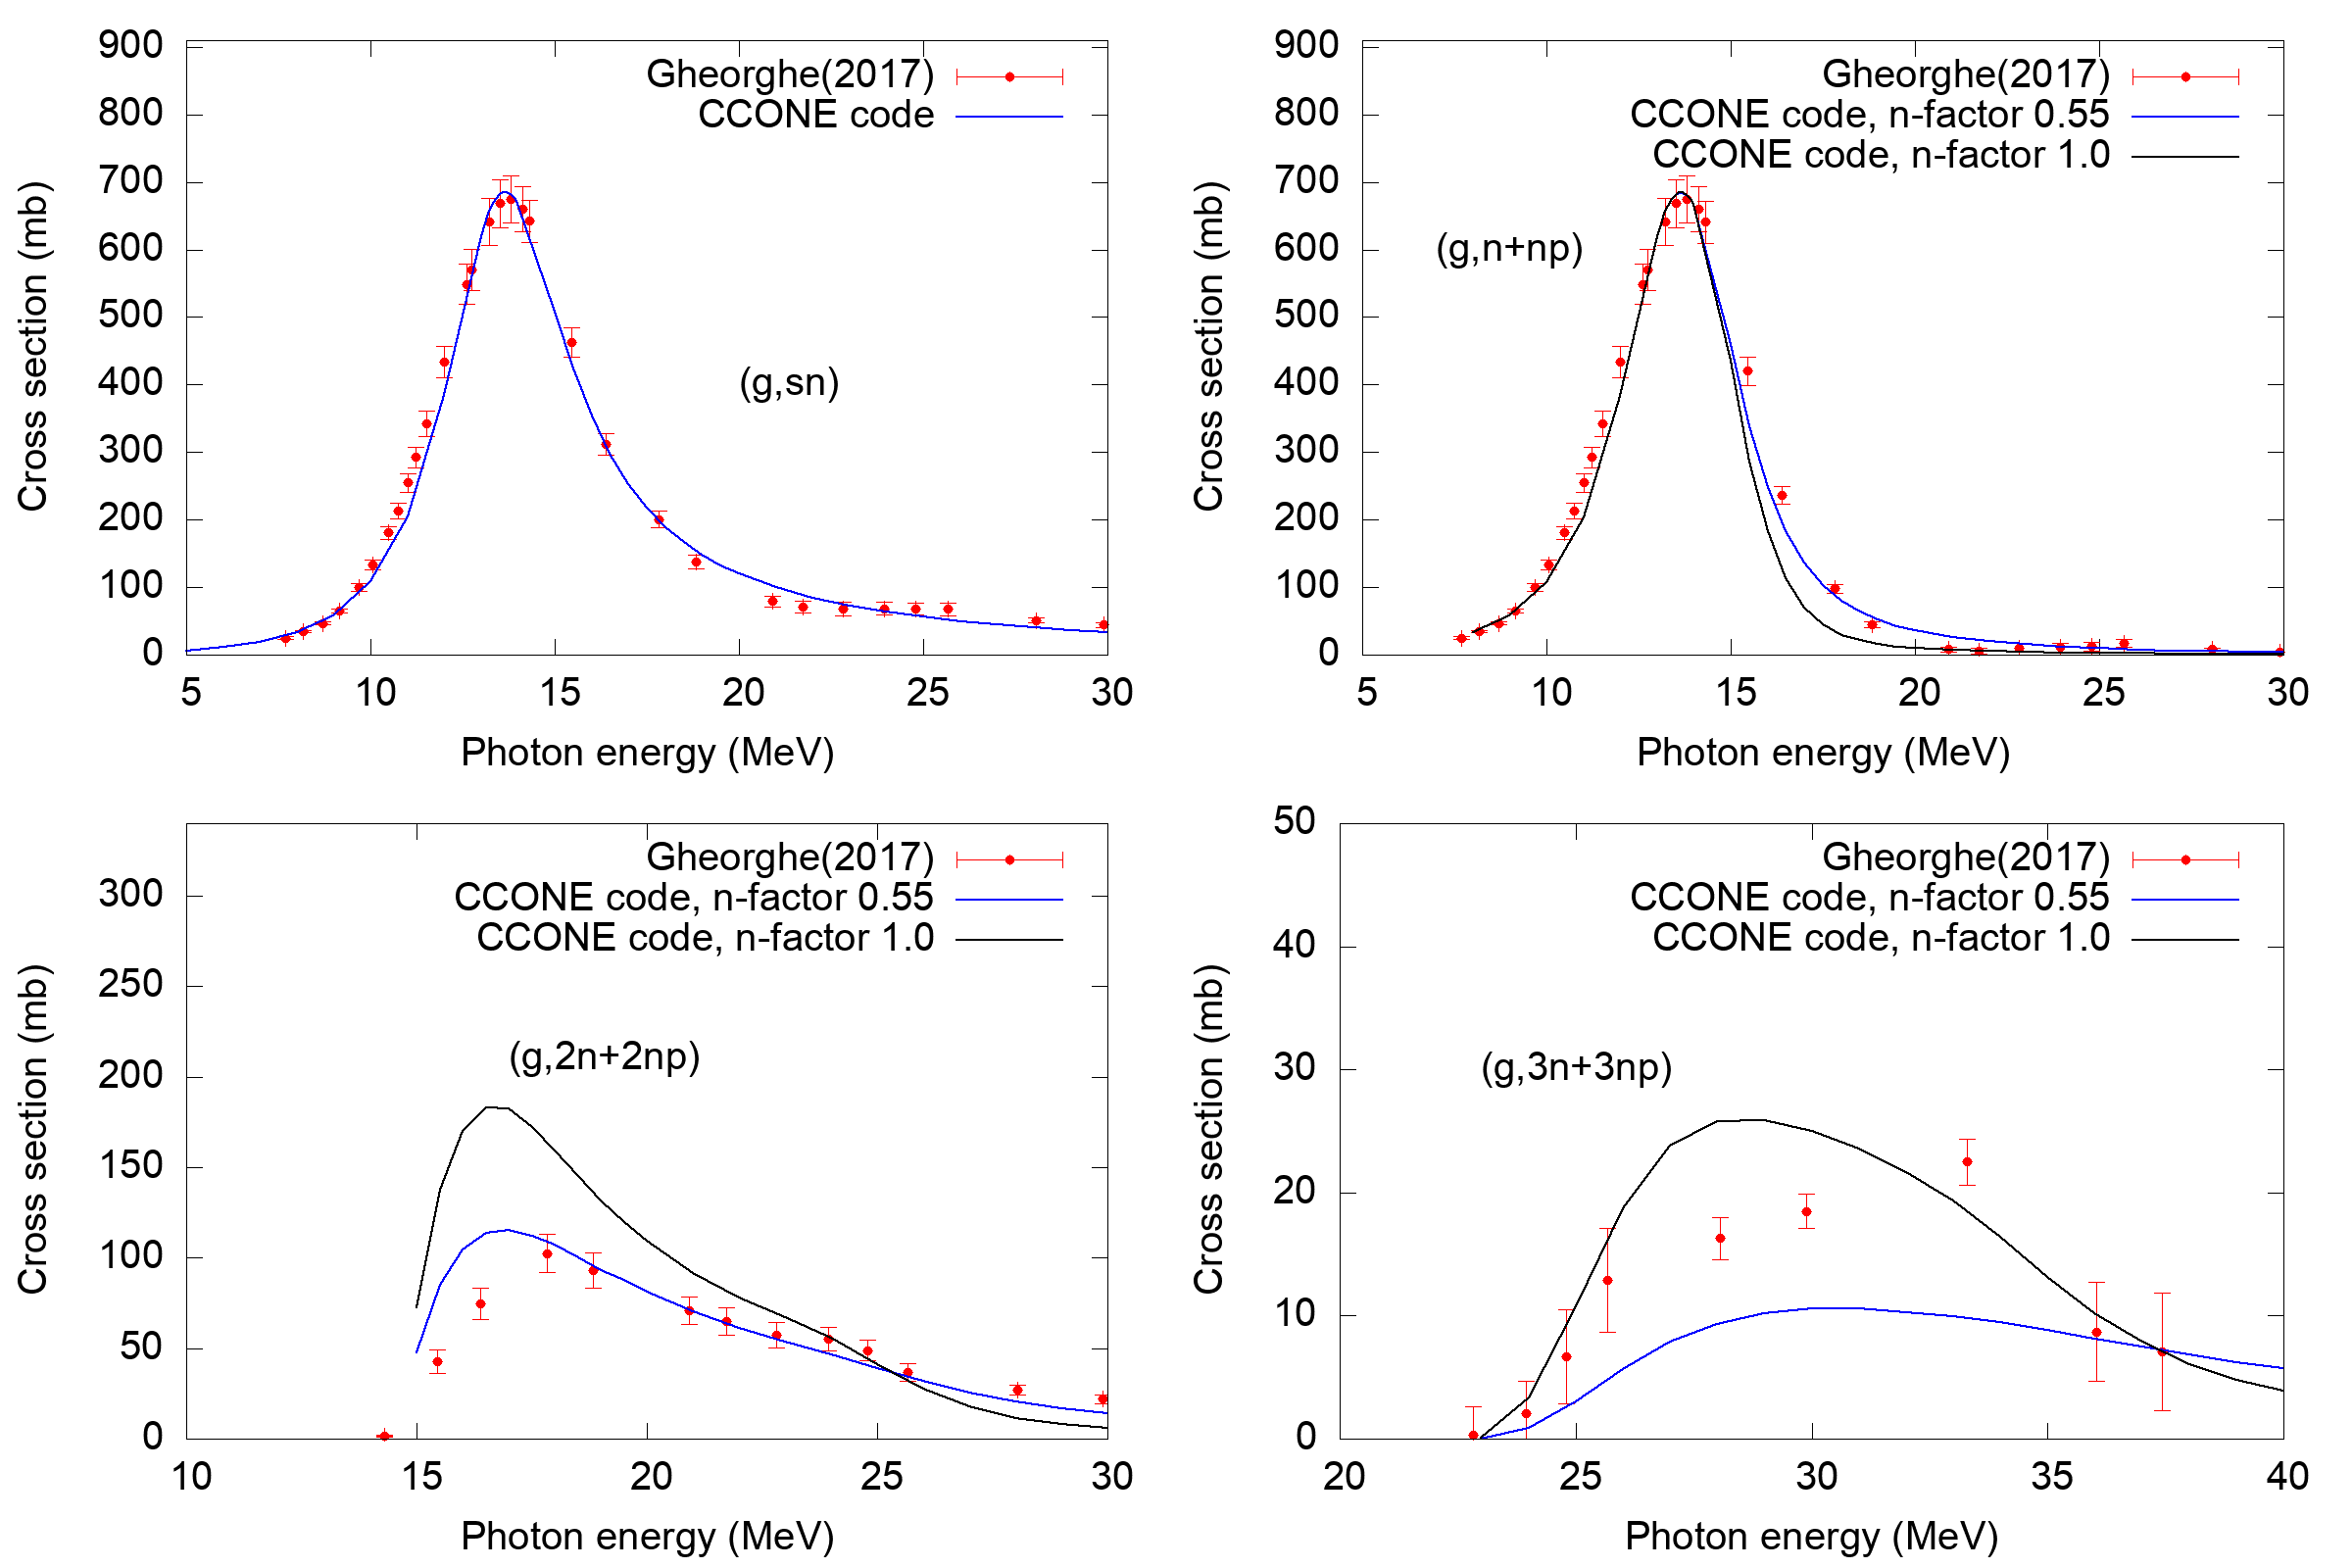 900
800
700
600
500
400
300
200
100
0
5
10
15
20
25
30
Cross section (mb)
Photon energy (MeV)
Gheorghe(2017)
CCONE code
(g,sn)
900
800
700
600
500
400
300
200
100
0
5
10
15
20
25
30
Cross section (mb)
Photon energy (MeV)
Gheorghe(2017)
CCONE code, n-factor 0.55
CCONE code, n-factor 1.0
(g,n+np)
300
250
200
150
100
50
0
10
15
20
25
30
Cross section (mb)
Photon energy (MeV)
Gheorghe(2017)
CCONE code, n-factor 0.55
CCONE code, n-factor 1.0
(g,2n+2np)
50
40
30
20
10
0
20
25
30
35
40
Cross section (mb)
Photon energy (MeV)
Gheorghe(2017)
CCONE code, n-factor 0.55
CCONE code, n-factor 1.0
(g,3n+3np)